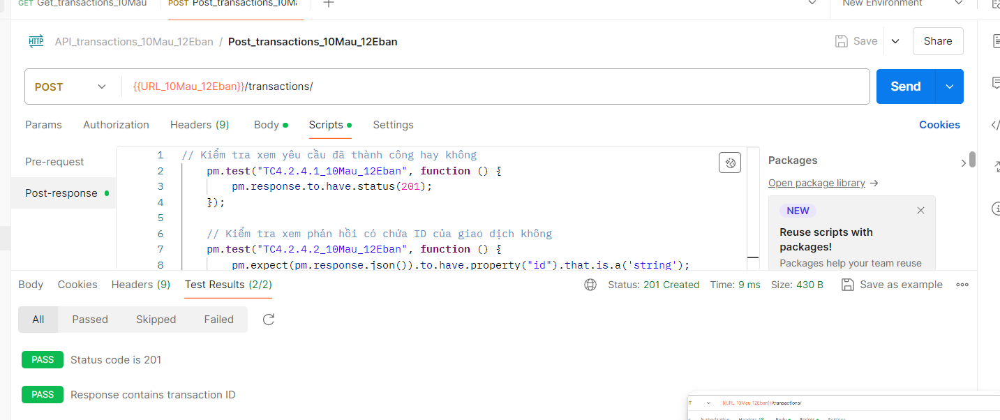 GET Get_transactions_10Mau
POST Post_transactions_10Ma
New Environment
HTTP API_transactions_10Mau_12Eban / Post_transactions_10Mau_12Eban
Save
Share
POST
{{URL_10Mau_12Eban}}/transactions/
Send
Params
Authorization
Headers (9)
Body
Scripts
Settings
Cookies
Pre-request
Post-response
1 // Kiểm tra xem yêu cầu đã thành công hay không
2 pm.test("TC4.2.4.1_10Mau_12Eban", function () {
3 pm.response.to.have.status(201);
4 });
5
6 // Kiểm tra xem phản hồi có chứa ID của giao dịch không
7 pm.test("TC4.2.4.2_10Mau_12Eban", function () {
8 pm.expect(pm.response.json()).to.have.property("id").that.is.a('string');
Packages
Open package library →
NEW
Reuse scripts with
packages!
Packages help your team reuse
Body
Cookies
Headers (9)
Test Results (2/2)
Status: 201 Created
Time: 9 ms
Size: 430 B
Save as example
All
Passed
Skipped
Failed
PASS Status code is 201
PASS Response contains transaction ID
{{URL_10Mau_12Eban}}/transactions/
Authorization Headers (9) Body Scripts Settings